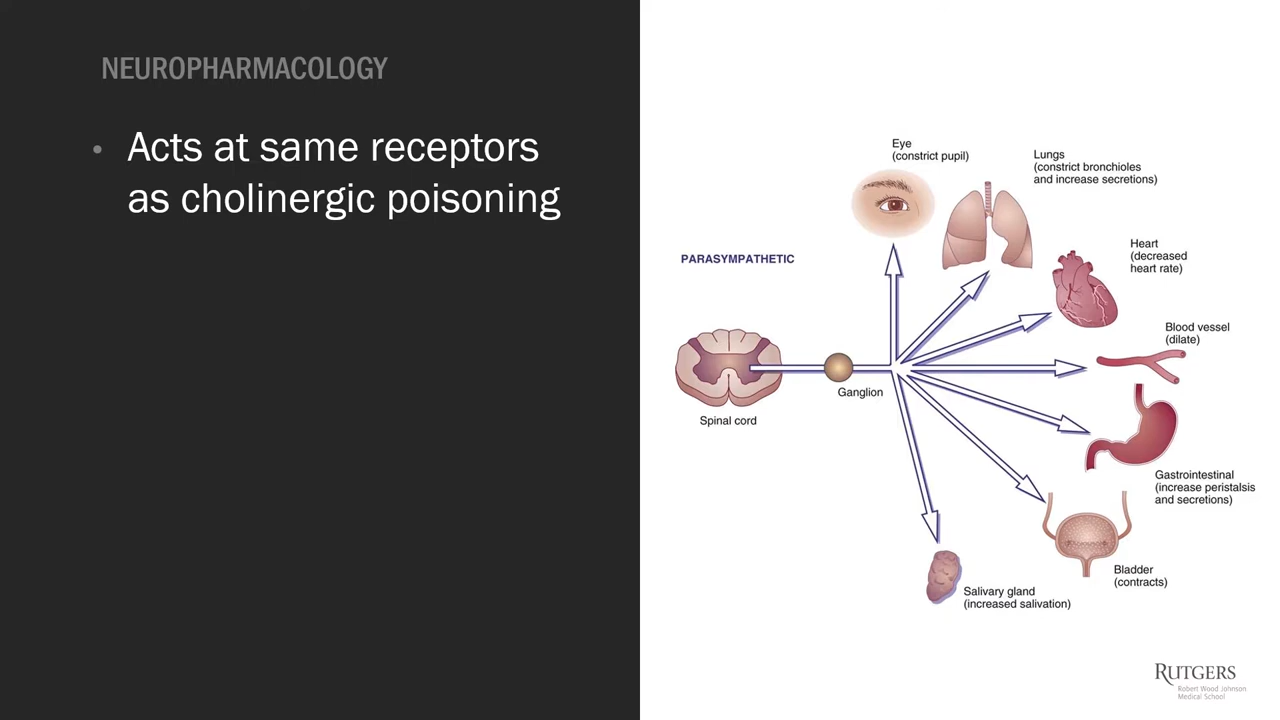 NEUROPHARMACOLOGY
• Acts at same receptors
as cholinergic poisoning
Eye
(constrict pupil)
Lungs
(constrict bronchioles
and increase secretions)
Heart
(decreased
heart rate)
PARASYMPATHETIC
Blood vessel
(dilate)
Ganglion
Spinal cord
Gastrointestinal
(increase peristalsis
and secretions)
Bladder
(contracts)
Salivary gland
(increased salivation)
RUTGERS
Robert Wood Johnson
Medical School